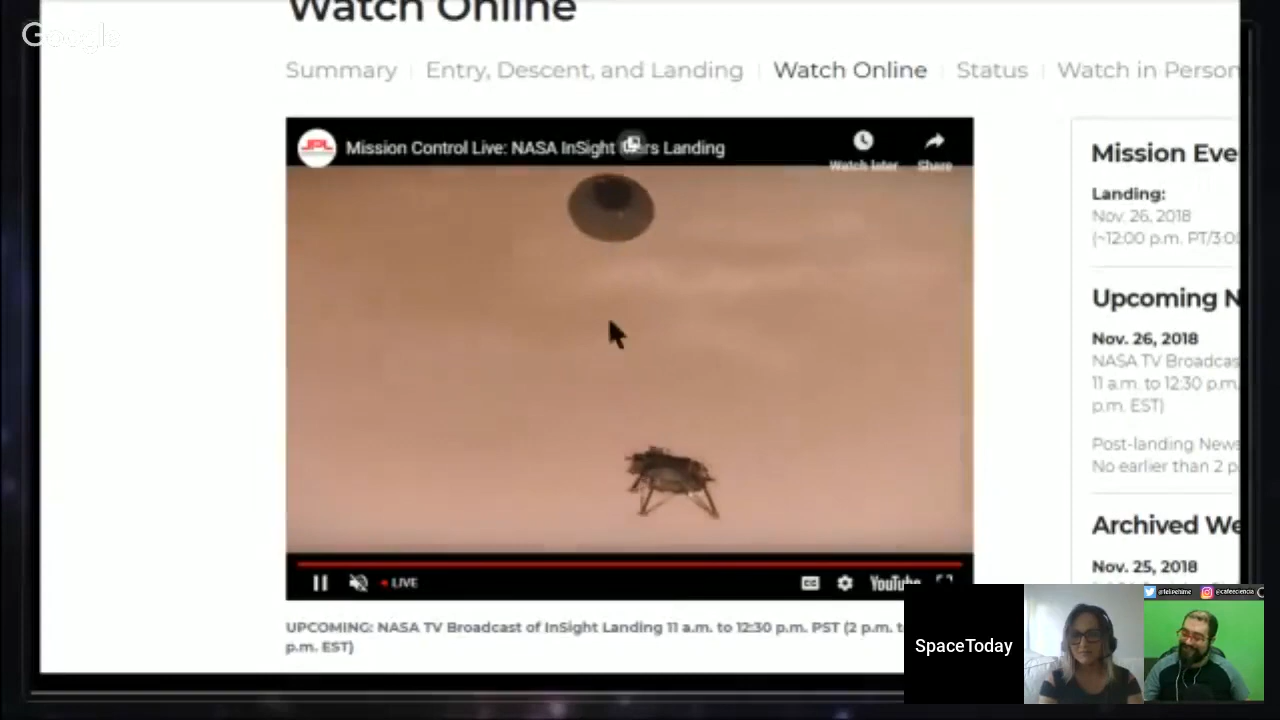 Watch Online
Google
Summary
Entry, Descent, and Landing
Watch Online
Status
Watch in Person
JPL
Mission Control Live: NASA InSight Landing
Watch later
Share
LIVE
YouTube
UPCOMING: NASA TV Broadcast of InSight Landing 11 a.m. to 12:30 p.m. PST (2 p.m.
p.m. EST)
Mission Eve
Landing:
Nov. 26, 2018
(~12:00 p.m. PT/3:00
Upcoming N
Nov. 26, 2018
NASA TV Broadcas
11 a.m. to 12:30 p.m.
p.m. EST)
Post-landing News
No earlier than 2 p
Archived We
Nov. 25, 2018
SpaceToday